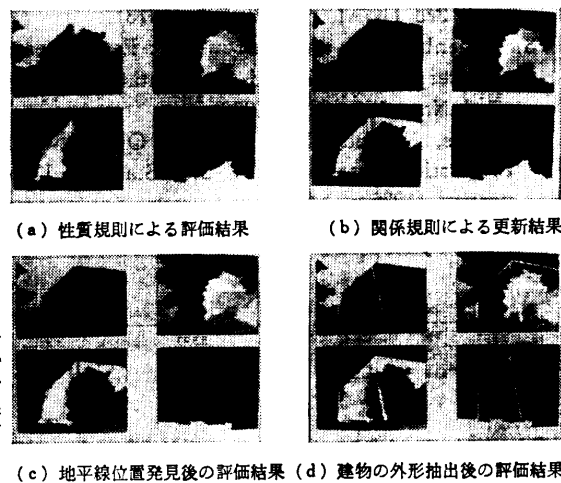 (a) 性質規則による評価結果
(b) 関係規則による更新結果
(c) 地平線位置発見後の評価結果
(d) 建物の外形抽出後の評価結果